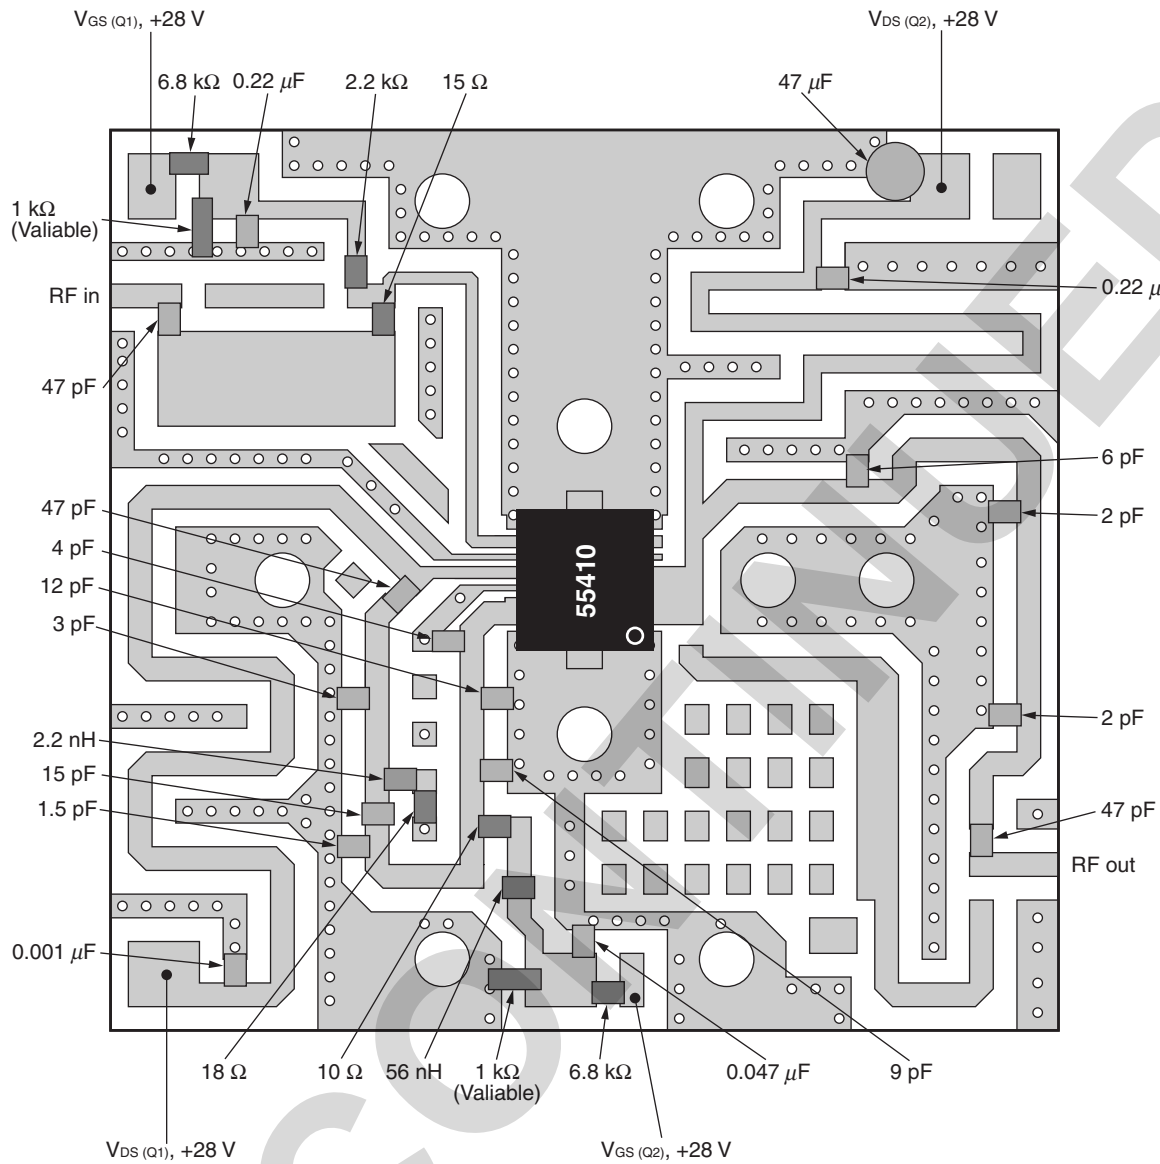 VGS (Q1), +28 V
VDS (Q2), +28 V
6.8 kΩ
0.22 μF
2.2 kΩ
15 Ω
47 μF
1 kΩ
(Valiable)
RF in
0.22 μ
47 pF
6 pF
47 pF
2 pF
4 pF
12 pF
3 pF
55410
2 pF
2.2 nH
15 pF
1.5 pF
47 pF
RF out
0.001 μF
18 Ω
10 Ω
56 nH
1 kΩ
(Valiable)
6.8 kΩ
0.047 μF
9 pF
VDS (Q1), +28 V
VGS (Q2), +28 V
CONTINUED